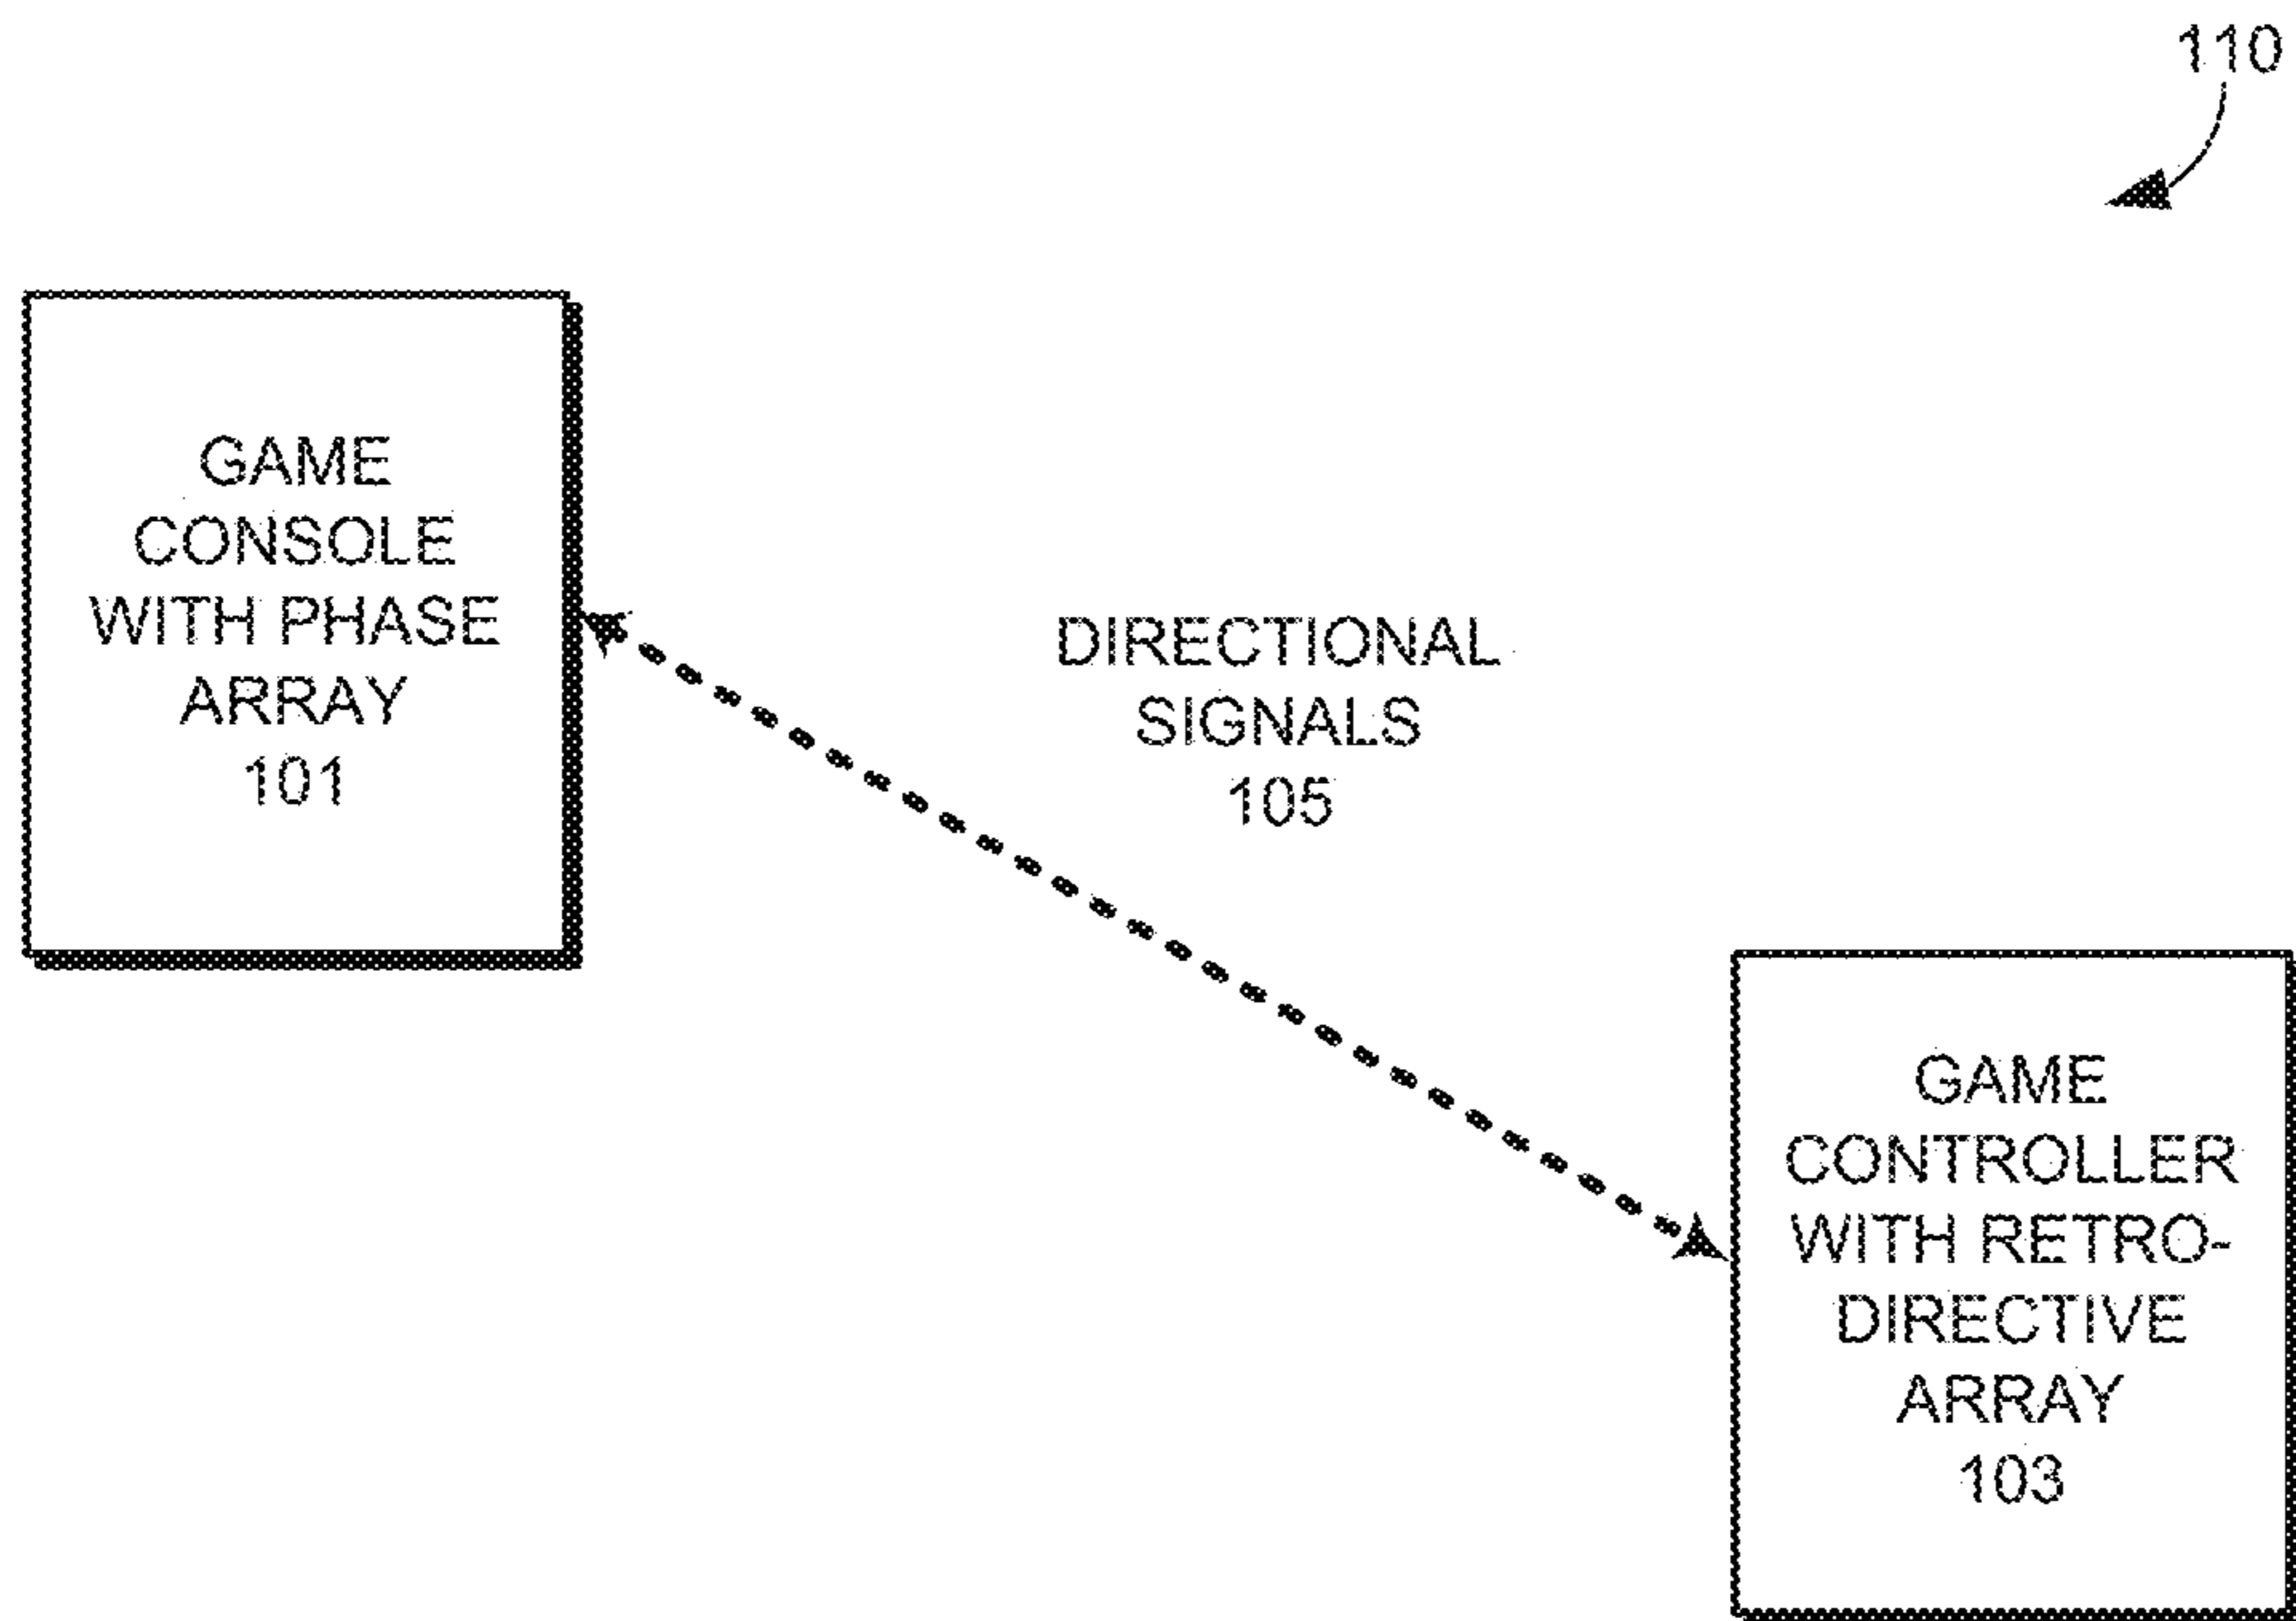 110
GAME
CONSOLE
WITH PHASE
ARRAY
101
DIRECTIONAL
SIGNALS
105
GAME
CONTROLLER
WITH RETRO-
DIRECTIVE
ARRAY
103